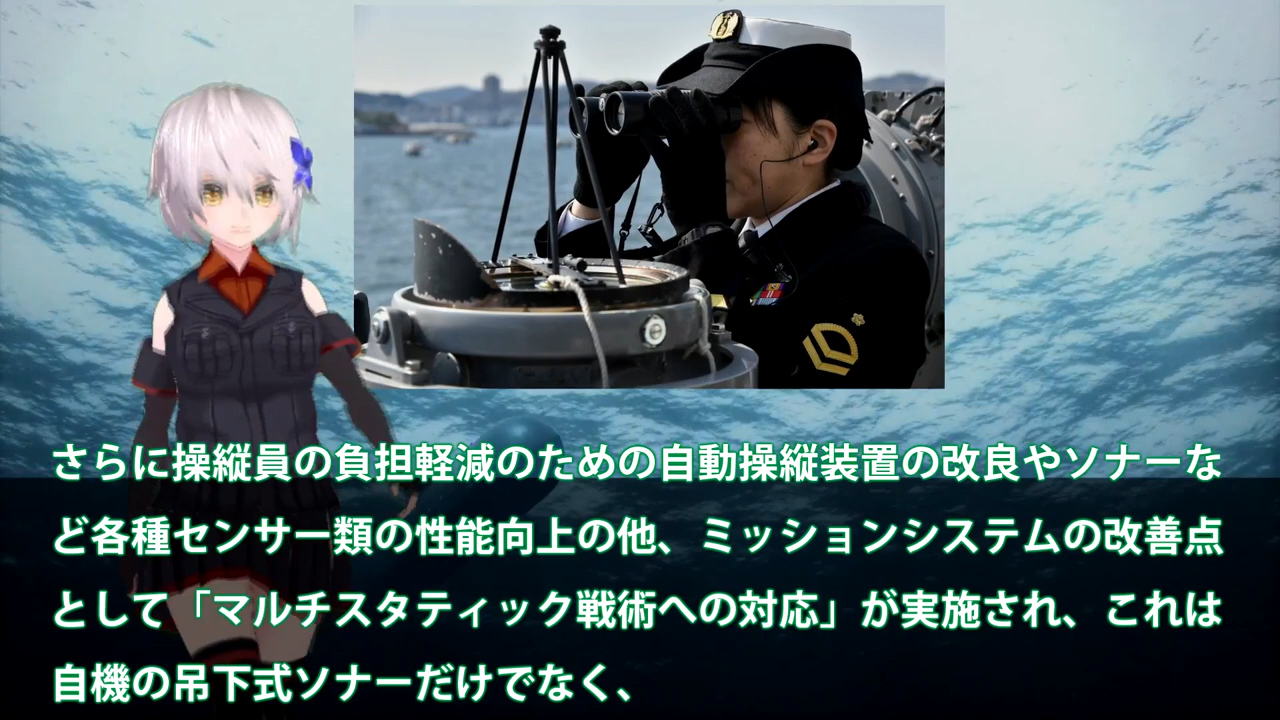 さらに操縦員の負担軽減のための自動操縦装置の改良やソナーな
ど各種センサー類の性能向上の他、ミッションシステムの改善点
として「マルチスタティック戦術への対応」が実施され、これは
自機の吊下式ソナーだけでなく、